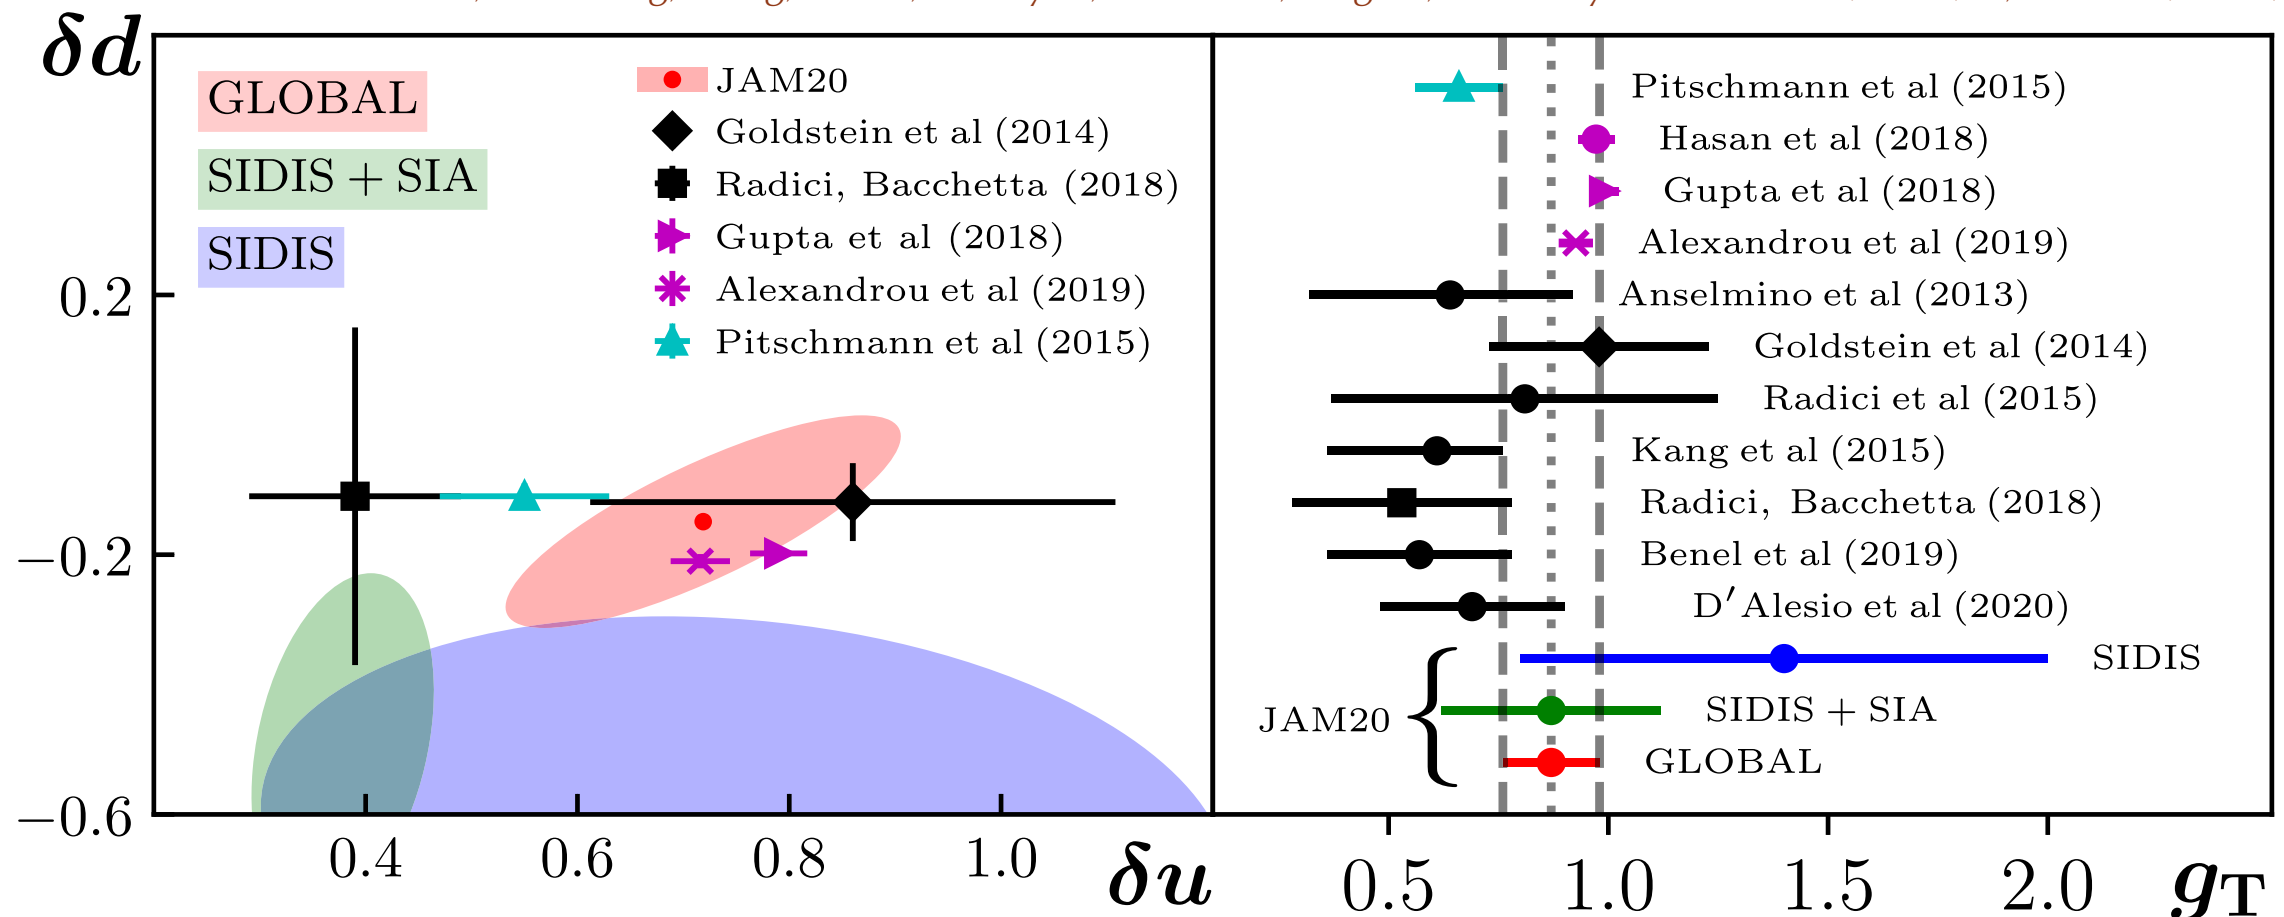 δd
GLOBAL
SIDIS + SIA
SIDIS
JAM20
Goldstein et al (2014)
Radici, Bacchetta (2018)
Gupta et al (2018)
Alexandrou et al (2019)
Pitschmann et al (2015)
0.2
−0.2
−0.6
0.4
0.6
0.8
1.0
δu
Pitschmann et al (2015)
Hasan et al (2018)
Gupta et al (2018)
Alexandrou et al (2019)
Anselmino et al (2013)
Goldstein et al (2014)
Radici et al (2015)
Kang et al (2015)
Radici, Bacchetta (2018)
Benel et al (2019)
D′Alesio et al (2020)
SIDIS
JAM20 {
SIDIS + SIA
GLOBAL
0.5
1.0
1.5
2.0
gT